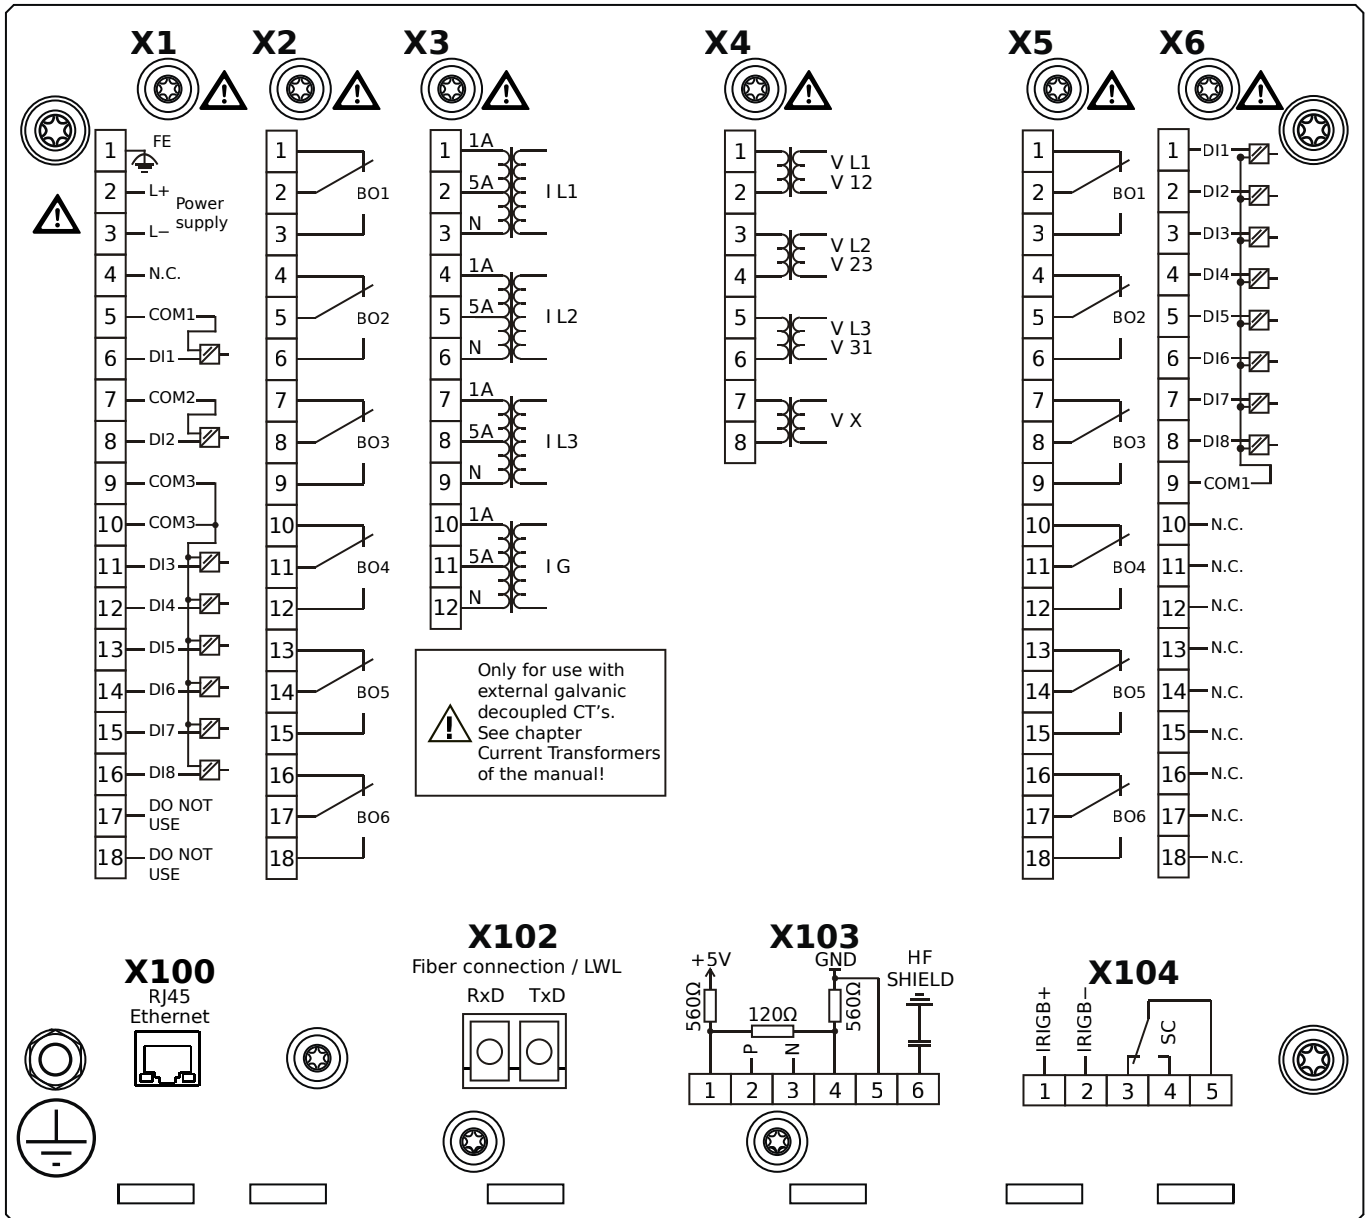 X1 X2 X3 X4 X5 X6
1 FE
2 L+
Power
supply
3 L−
4 N.C.
5 COM1
6 DI1
7 COM2
8 DI2
9 COM3
10 COM3
11 DI3
12 DI4
13 DI5
14 DI6
15 DI7
16 DI8
17 DO NOT
USE
18 DO NOT
USE
1
2 BO1
3
4
5 BO2
6
7
8 BO3
9
10
11 BO4
12
13
14 BO5
15
16
17 BO6
18
1 1A
2 5A I L1
3 N
4 1A
5 5A I L2
6 N
7 1A
8 5A I L3
9 N
10 1A
11 5A I G
12 N
Only for use with
external galvanic
decoupled CT's.
See chapter
Current Transformers
of the manual!
1 V L1
2 V 12
3 V L2
4 V 23
5 V L3
6 V 31
7 V X
8
1
2 BO1
3
4
5 BO2
6
7
8 BO3
9
10
11 BO4
12
13
14 BO5
15
16
17 BO6
18
1 DI1
2 DI2
3 DI3
4 DI4
5 DI5
6 DI6
7 DI7
8 DI8
9 COM1
10 N.C.
11 N.C.
12 N.C.
13 N.C.
14 N.C.
15 N.C.
16 N.C.
17 N.C.
18 N.C.
X100
RJ45
Ethernet
X102
Fiber connection / LWL
RxD TxD
X103
+5V GND HF
SHIELD
560Ω 120Ω 560Ω
P N
1 2 3 4 5 6
X104
IRIGB+ IRIGB− SC
1 2 3 4 5